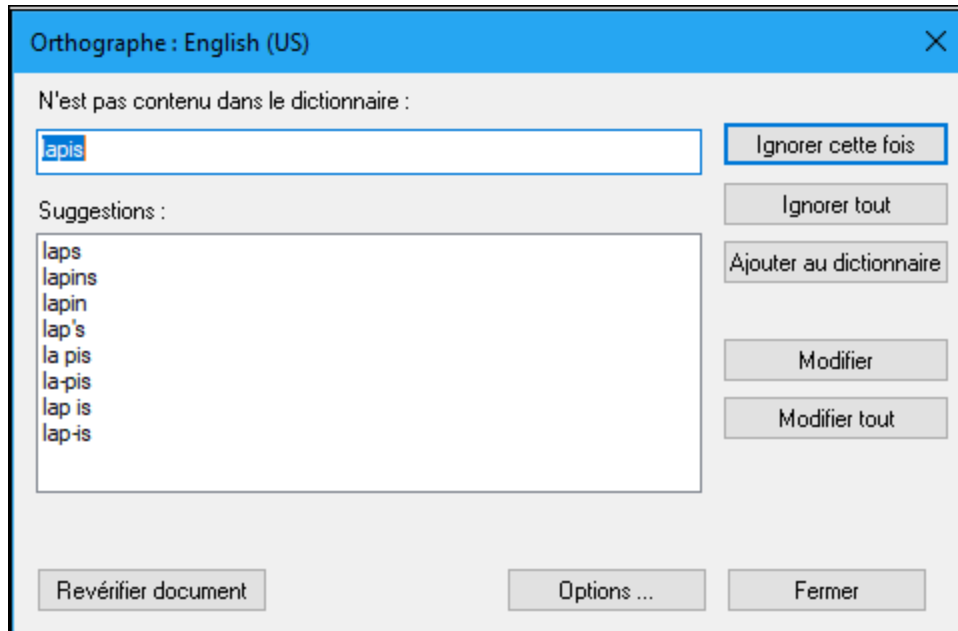 Orthographe : English (US)
N'est pas contenu dans le dictionnaire :
lapis
Ignorer cette fois
Ignorer tout
Suggestions :
laps
lapins
lapin
lap's
la pis
la-pis
lap is
lap-is
Ajouter au dictionnaire
Modifier
Modifier tout
Revérifier document
Options ...
Fermer